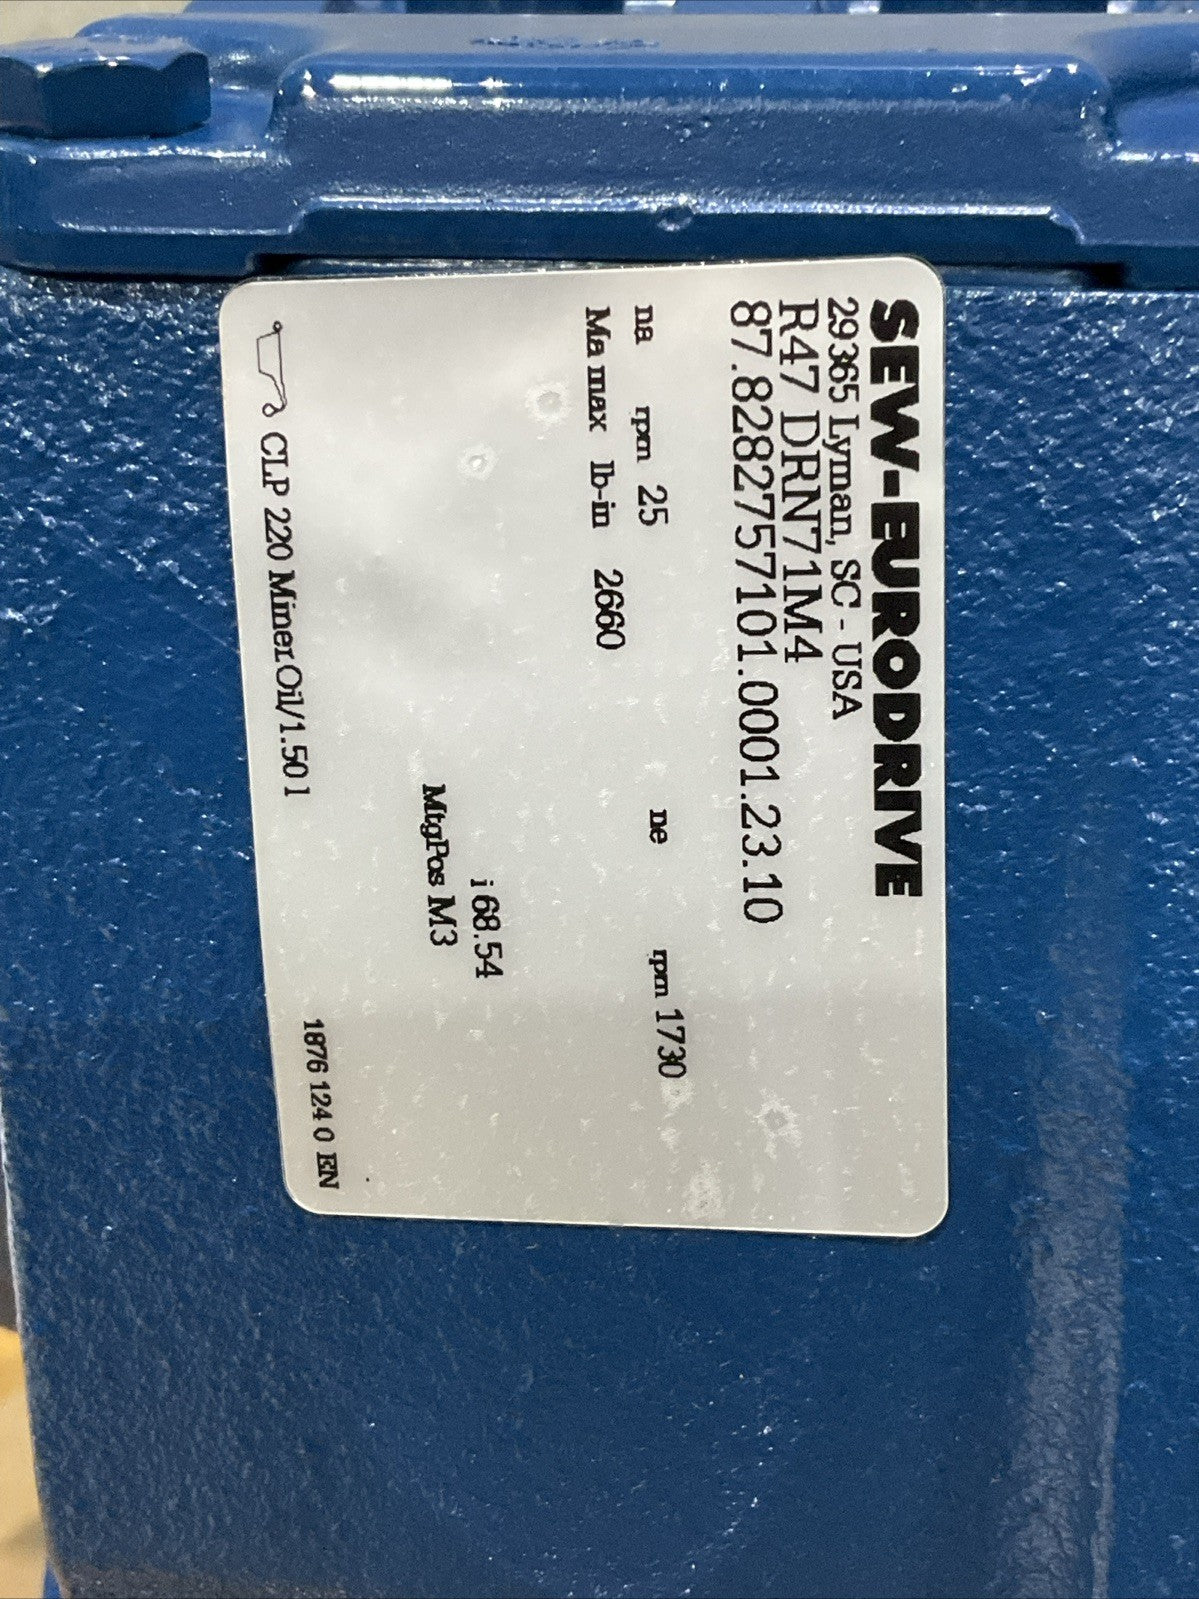 SEW-EURODRIVE
29365 Lyman, SC - USA
R47 DRN71M4
87.8282757101.0001.23.10
na rpm 25 ne rpm 1730
Ma max lb-in 2660
i 68.54
MtgPos M3
CLP 220 Miner.Oil/1.50 l
1876 124 0 EN